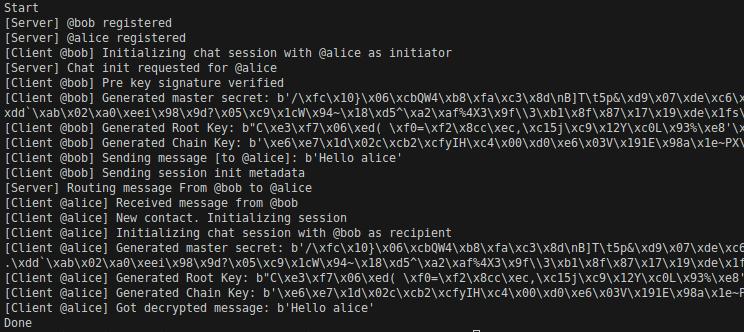 Start
[Server] @bob registered
[Server] @alice registered
[Client @bob] Initializing chat session with @alice as initiator
[Server] Chat init requested for @alice
[Client @bob] Pre key signature verified
[Client @bob] Generated master secret: b'/\xfc\x10}\x06\xcbQW4\xb8\xfa\xc3\x8d\nB]T\t5p&\xd9\x07\xde\xc6\x
xdd`\xab\x02\xa0\xeei\x98\x9d?\x05\xc9\x1cW\x94~\x18\xd5^\xa2\xaf%4X3\x9f\\3\xb1\x8f\x87\x17\x19\xde\x1fs\
[Client @bob] Generated Root Key: b"C\xe3\xf7\x06\xed( \xf0=\xf2\x8cc\xec,\xc15j\xc9\x12Y\xc0L\x93%\xe8'\x
[Client @bob] Generated Chain Key: b'\xe6\xe7\x1d\x02c\xcb2\xcfyIH\xc4\x00\xd0\xe6\x03V\x191E\x98a\x1e~PX\
[Client @bob] Sending message [to @alice]: b'Hello alice'
[Client @bob] Sending session init metadata
[Server] Routing message From @bob to @alice
[Client @alice] Received message from @bob
[Client @alice] New contact. Initializing session
[Client @alice] Initializing chat session with @bob as recipient
[Client @alice] Generated master secret: b'/\xfc\x10}\x06\xcbQW4\xb8\xfa\xc3\x8d\nB]T\t5p&\xd9\x07\xde\xc6
.\xdd`\xab\x02\xa0\xeei\x98\x9d?\x05\xc9\x1cW\x94~\x18\xd5^\xa2\xaf%4X3\x9f\\3\xb1\x8f\x87\x17\x19\xde\x1f
[Client @alice] Generated Root Key: b"C\xe3\xf7\x06\xed( \xf0=\xf2\x8cc\xec,\xc15j\xc9\x12Y\xc0L\x93%\xe8'
[Client @alice] Generated Chain Key: b'\xe6\xe7\x1d\x02c\xcb2\xcfyIH\xc4\x00\xd0\xe6\x03V\x191E\x98a\x1e~P
[Client @alice] Got decrypted message: b'Hello alice'
Done